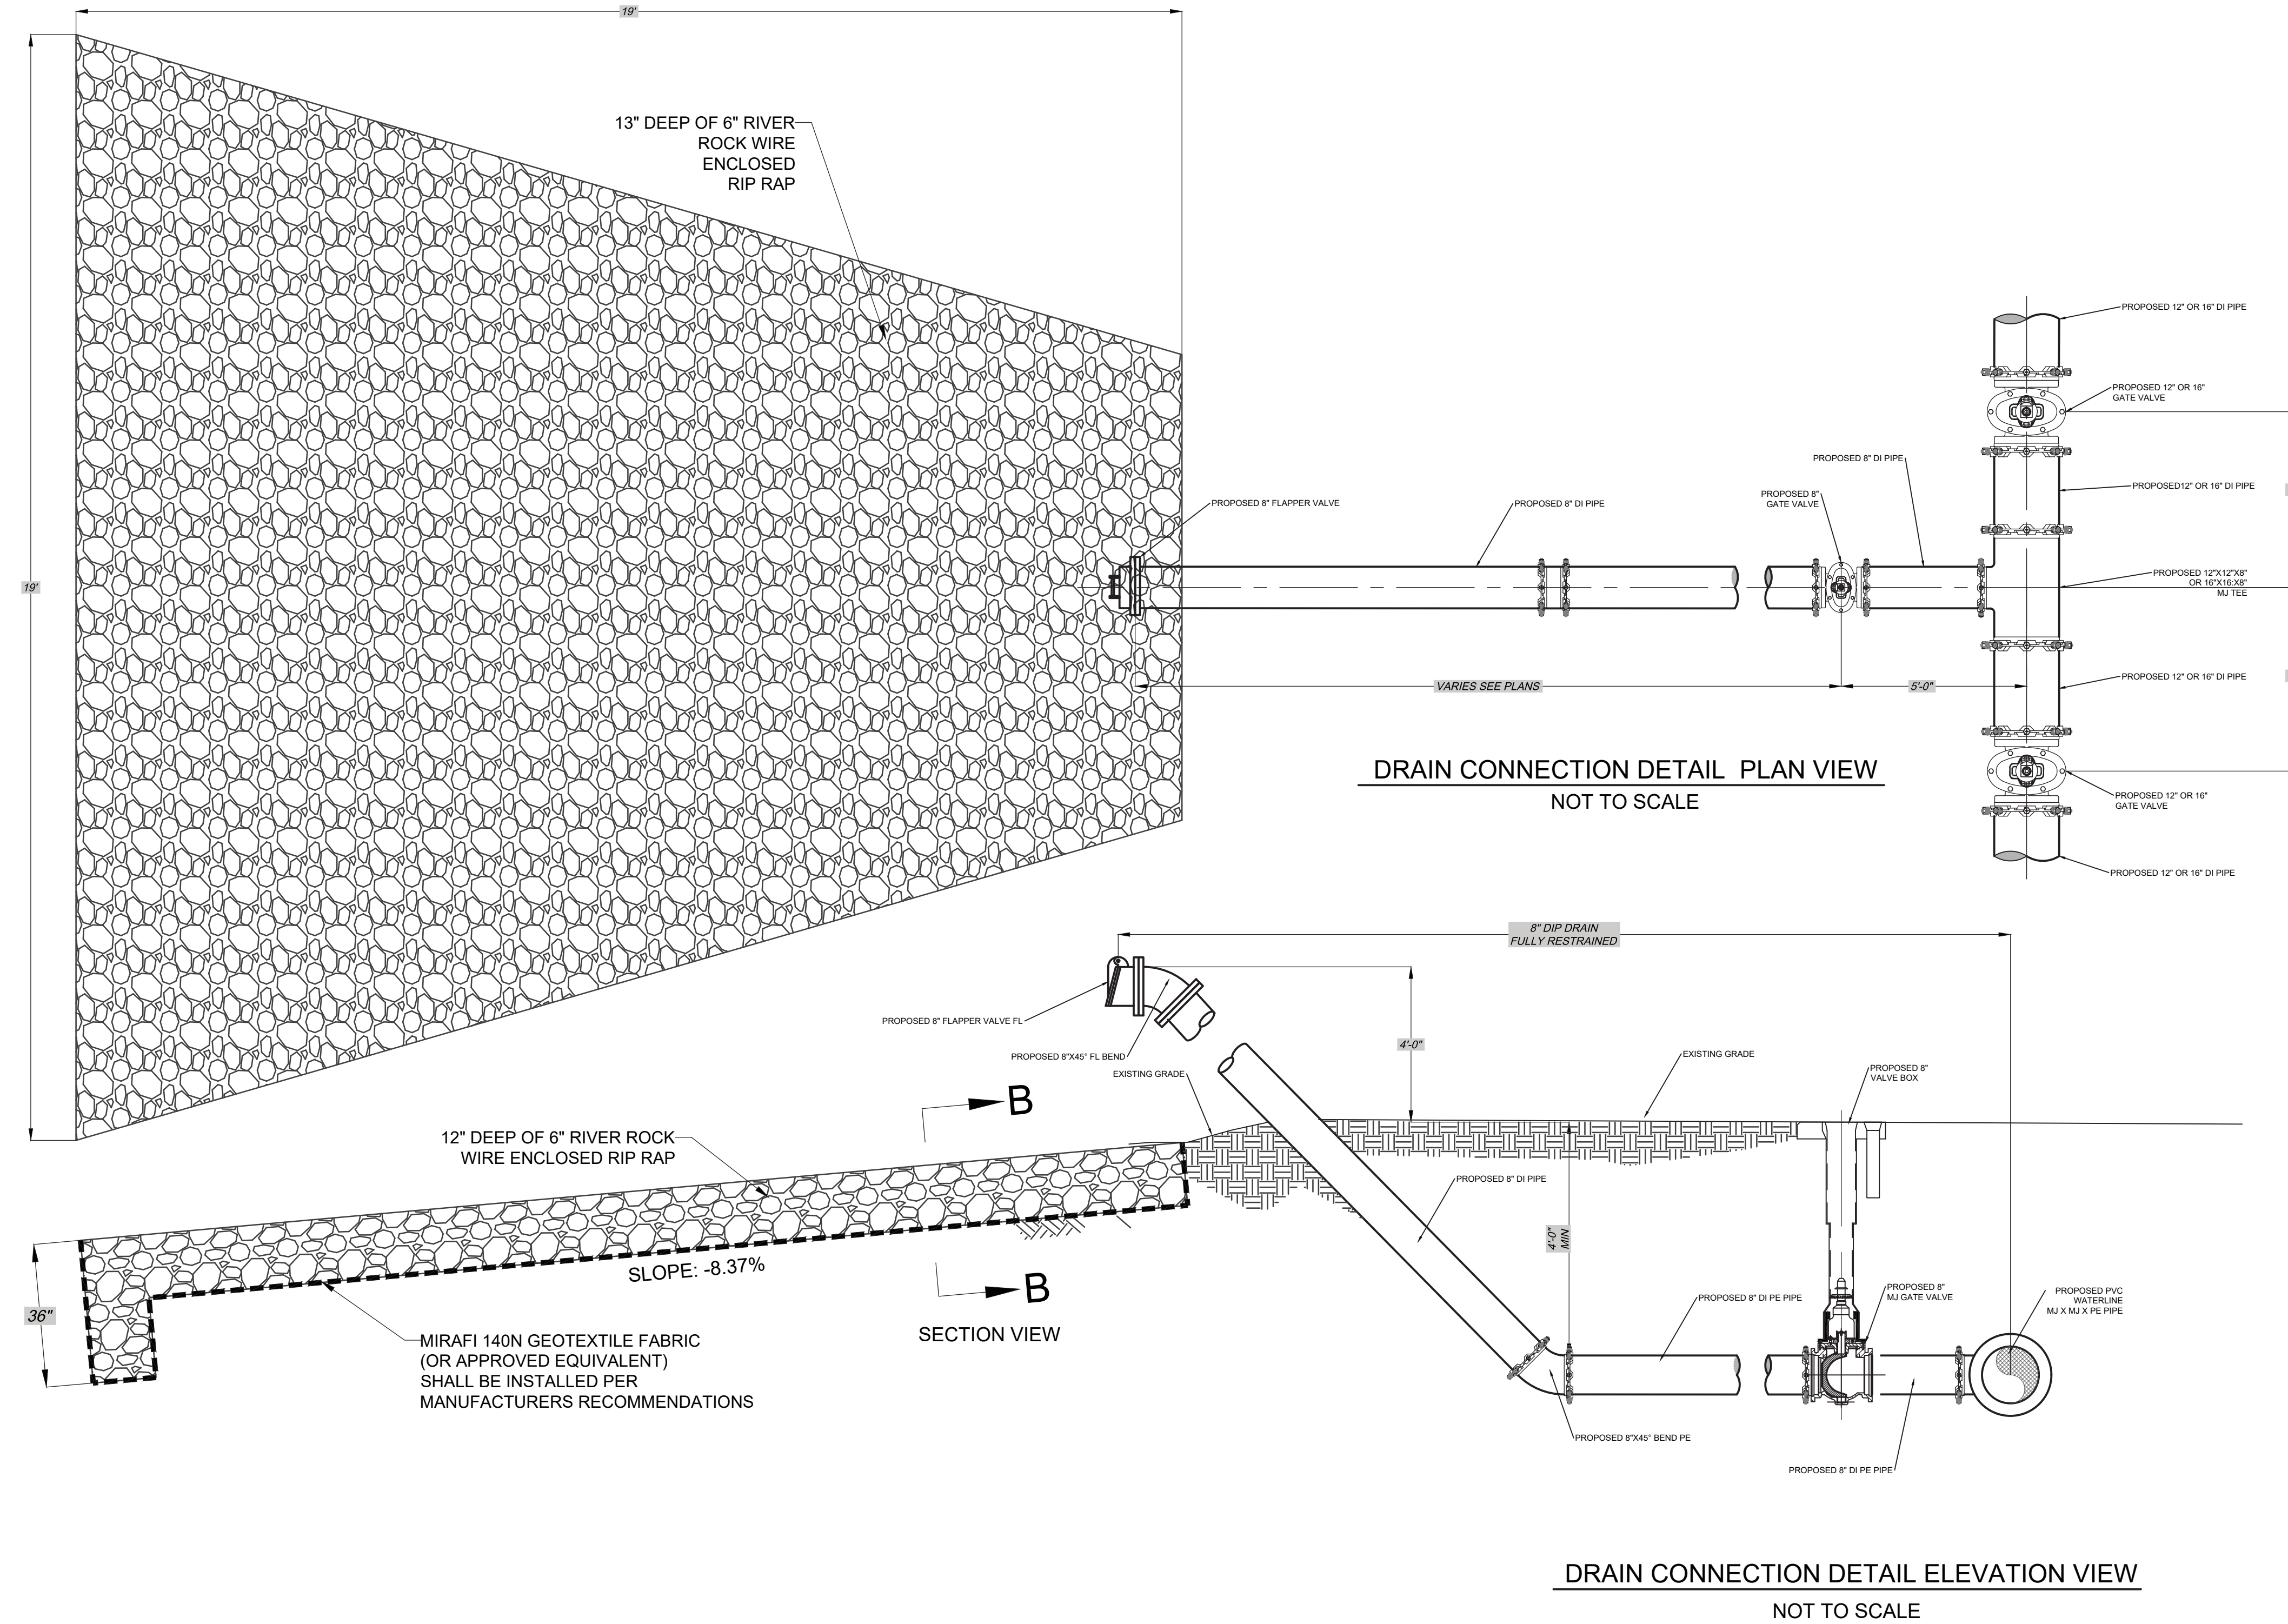 19'
13" DEEP OF 6" RIVER
ROCK WIRE
ENCLOSED
RIP RAP
19'
PROPOSED 8" FLAPPER VALVE
PROPOSED 8" DI PIPE
PROPOSED 8"
GATE VALVE
PROPOSED 8" DI PIPE
PROPOSED 12" OR 16" DI PIPE
PROPOSED 12" OR 16"
GATE VALVE
PROPOSED12" OR 16" DI PIPE
PROPOSED 12"X12"X8"
OR 16"X16:X8"
MJ TEE
PROPOSED 12" OR 16" DI PIPE
PROPOSED 12" OR 16"
GATE VALVE
PROPOSED 12" OR 16" DI PIPE
VARIES SEE PLANS
5'-0"
DRAIN CONNECTION DETAIL PLAN VIEW
NOT TO SCALE
8" DIP DRAIN
FULLY RESTRAINED
PROPOSED 8" FLAPPER VALVE FL
PROPOSED 8"X45° FL BEND
EXISTING GRADE
4'-0"
EXISTING GRADE
PROPOSED 8"
VALVE BOX
B
12" DEEP OF 6" RIVER ROCK
WIRE ENCLOSED RIP RAP
PROPOSED 8" DI PIPE
4'-0"
MIN
SLOPE: -8.37%
B
36"
SECTION VIEW
MIRAFI 140N GEOTEXTILE FABRIC
(OR APPROVED EQUIVALENT)
SHALL BE INSTALLED PER
MANUFACTURERS RECOMMENDATIONS
PROPOSED 8" DI PE PIPE
PROPOSED 8"
MJ GATE VALVE
PROPOSED PVC
WATERLINE
MJ X MJ X PE PIPE
PROPOSED 8"X45° BEND PE
PROPOSED 8" DI PE PIPE
DRAIN CONNECTION DETAIL ELEVATION VIEW
NOT TO SCALE